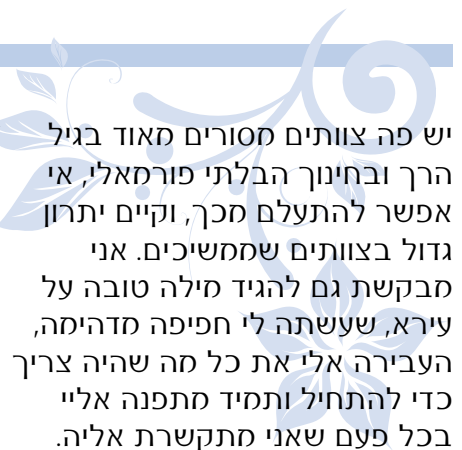 יש פה צוותים מסורים מאוד בגיל
הרך ובחינוך הבלתי פורמאלי, אי
אפשר להתעלם מכך, וקיים יתרון
גדול בצוותים שממשיכים. אני
מבקשת גם להגיד מילה טובה על
עירא, שעשתה לי חפיפה מדהימה,
העבירה אלי את כל מה שהיה צריך
כדי להתחיל ותמיד מתפנה אליי
בכל פעם שאני מתקשרת אליה.